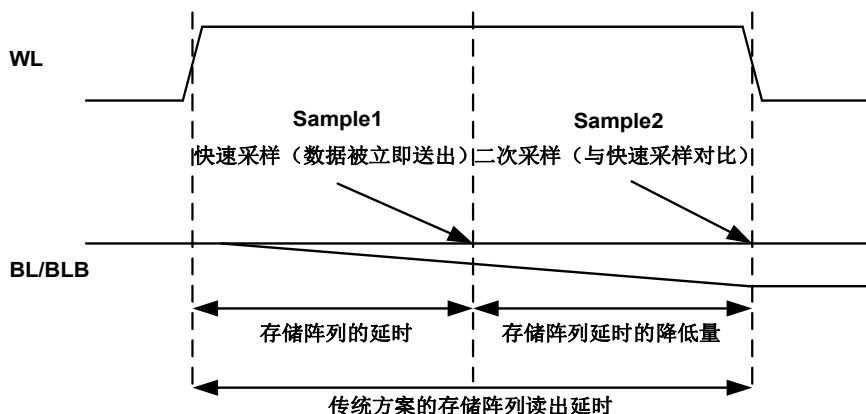 WL
Sample1
Sample2
快速采样（数据被立即送出）
二次采样（与快速采样对比）
BL/BLB
存储阵列的延时
存储阵列延时的降低量
传统方案的存储阵列读出延时